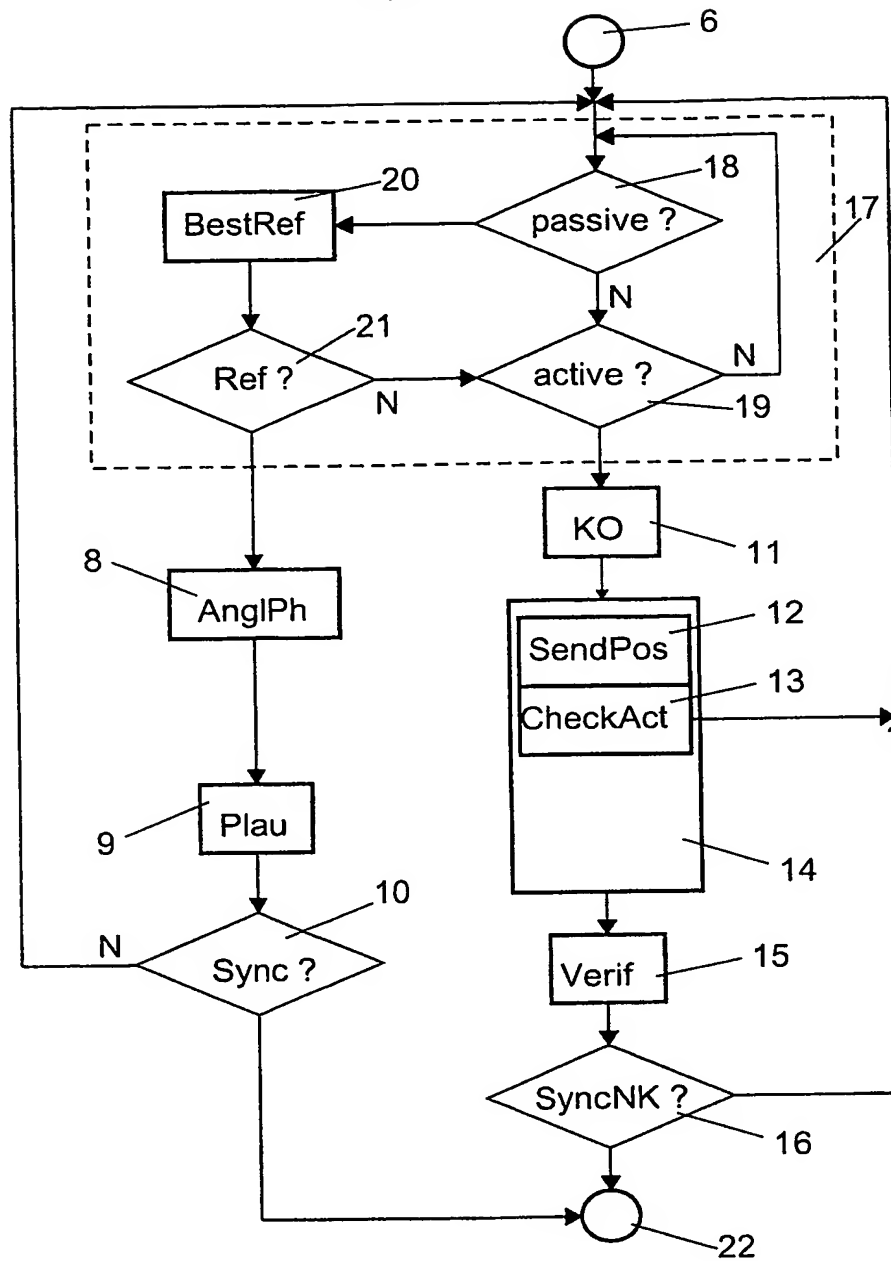 6
20
18
17
BestRef
passive ?
N
21
Ref ?
N
active ?
N
19
KO
11
8
AnglPh
12
SendPos
13
CheckAct
9
Plau
14
10
N
Sync ?
Verif
15
SyncNK ?
16
22